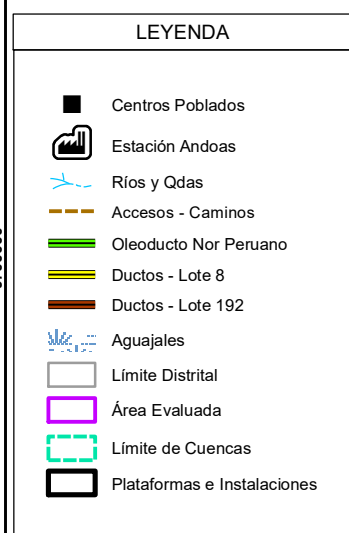 LEYENDA
Centros Poblados
Estación Andoas
Ríos y Qdas
Accesos - Caminos
Oleoducto Nor Peruano
Ductos - Lote 8
Ductos - Lote 192
Aguajales
Límite Distrital
Área Evaluada
Límite de Cuencas
Plataformas e Instalaciones